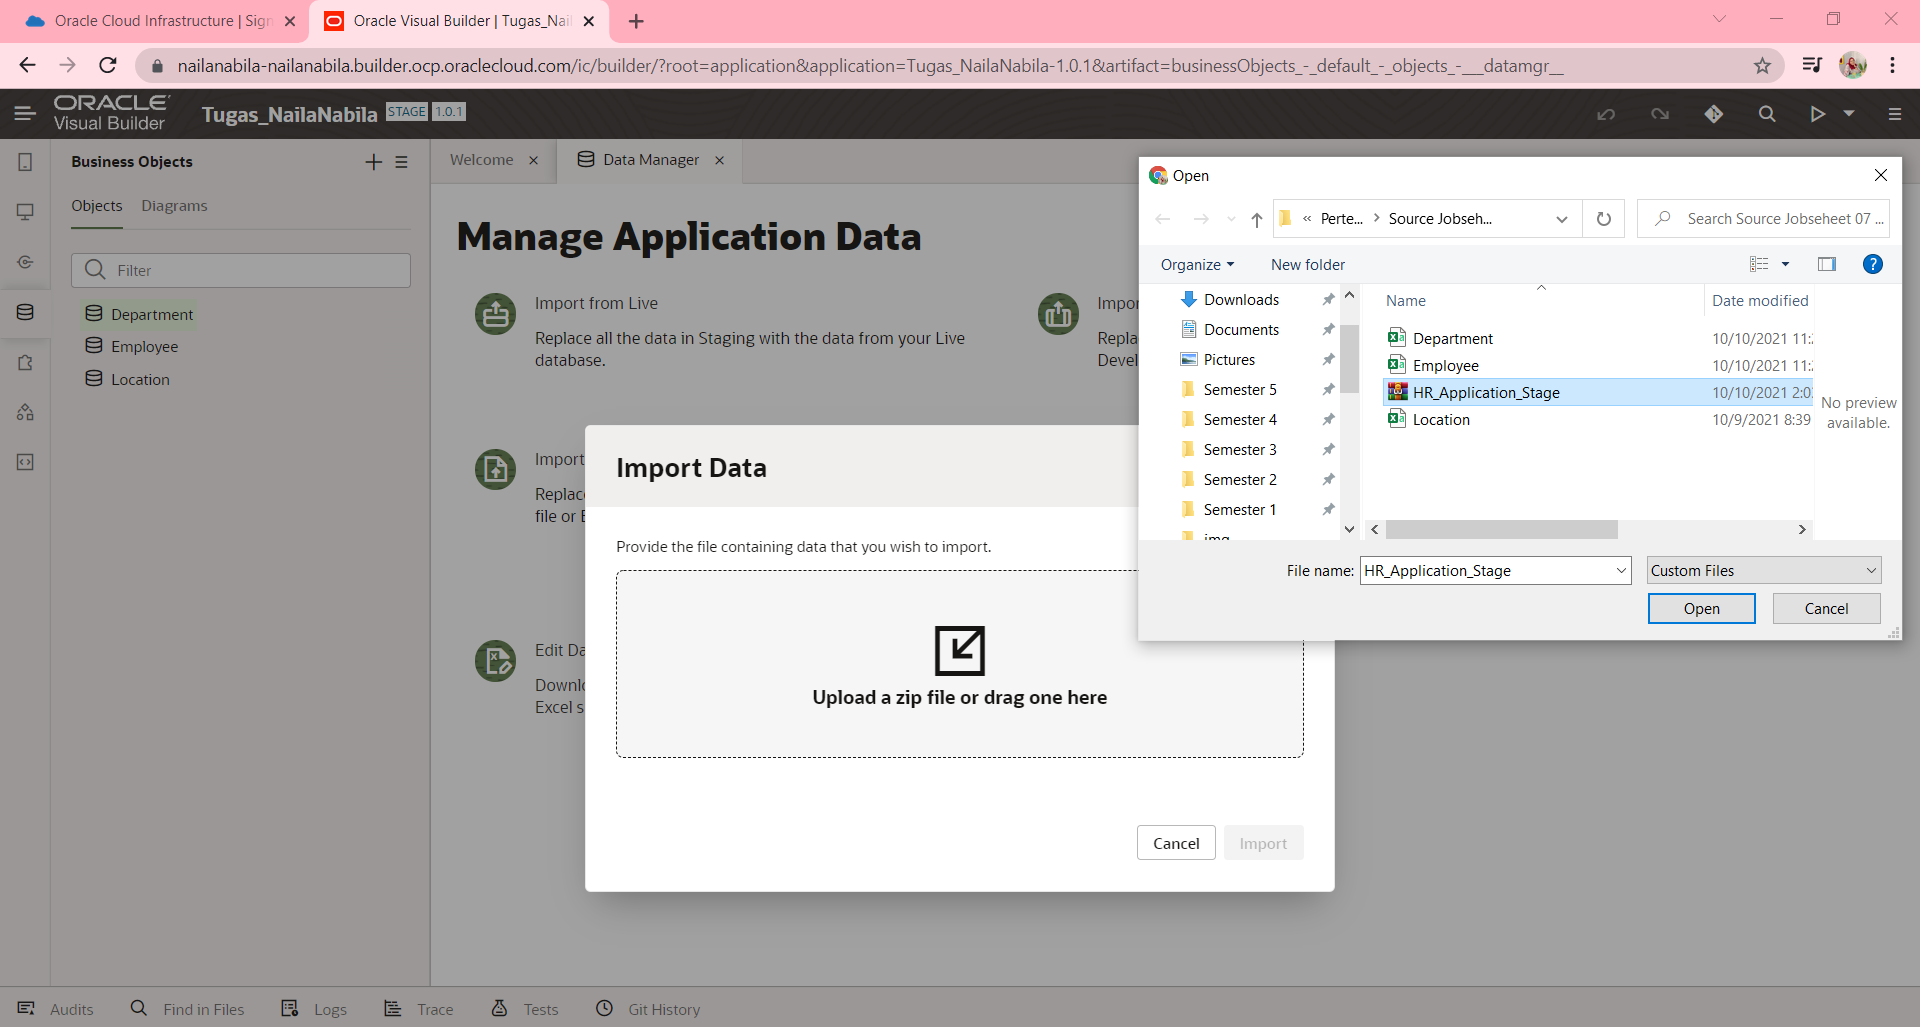 Oracle Cloud Infrastructure | Sign
Oracle Visual Builder | Tugas_Nail
nailanabila-nailanabila.builder.ocp.oraclecloud.com/ic/builder/?root=application&application=Tugas_NailaNabila-1.0.1&artifact=businessObjects_-_default_-_objects_-___datamgr__
ORACLE
Visual Builder
Tugas_NailaNabila STAGE 1.0.1
Business Objects
Objects Diagrams
Filter
Department
Employee
Location
Welcome
Data Manager
Manage Application Data
Import from Live
Replace all the data in Staging with the data from your Live
database.
Impor
Repla
Devel
Import
Replace
file or E
Edit Da
Downlo
Excel s
Import Data
Provide the file containing data that you wish to import.
Upload a zip file or drag one here
Cancel Import
Open
« Perte... > Source Jobseh...
Search Source Jobseheet 07 ...
Organize New folder
Downloads
Documents
Pictures
Semester 5
Semester 4
Semester 3
Semester 2
Semester 1
img
Name Date modified
Department 10/10/2021 11:
Employee 10/10/2021 11:
HR_Application_Stage 10/10/2021 2:0
Location 10/9/2021 8:39
No preview
available.
File name: HR_Application_Stage Custom Files
Open Cancel
Audits Find in Files Logs Trace Tests Git History